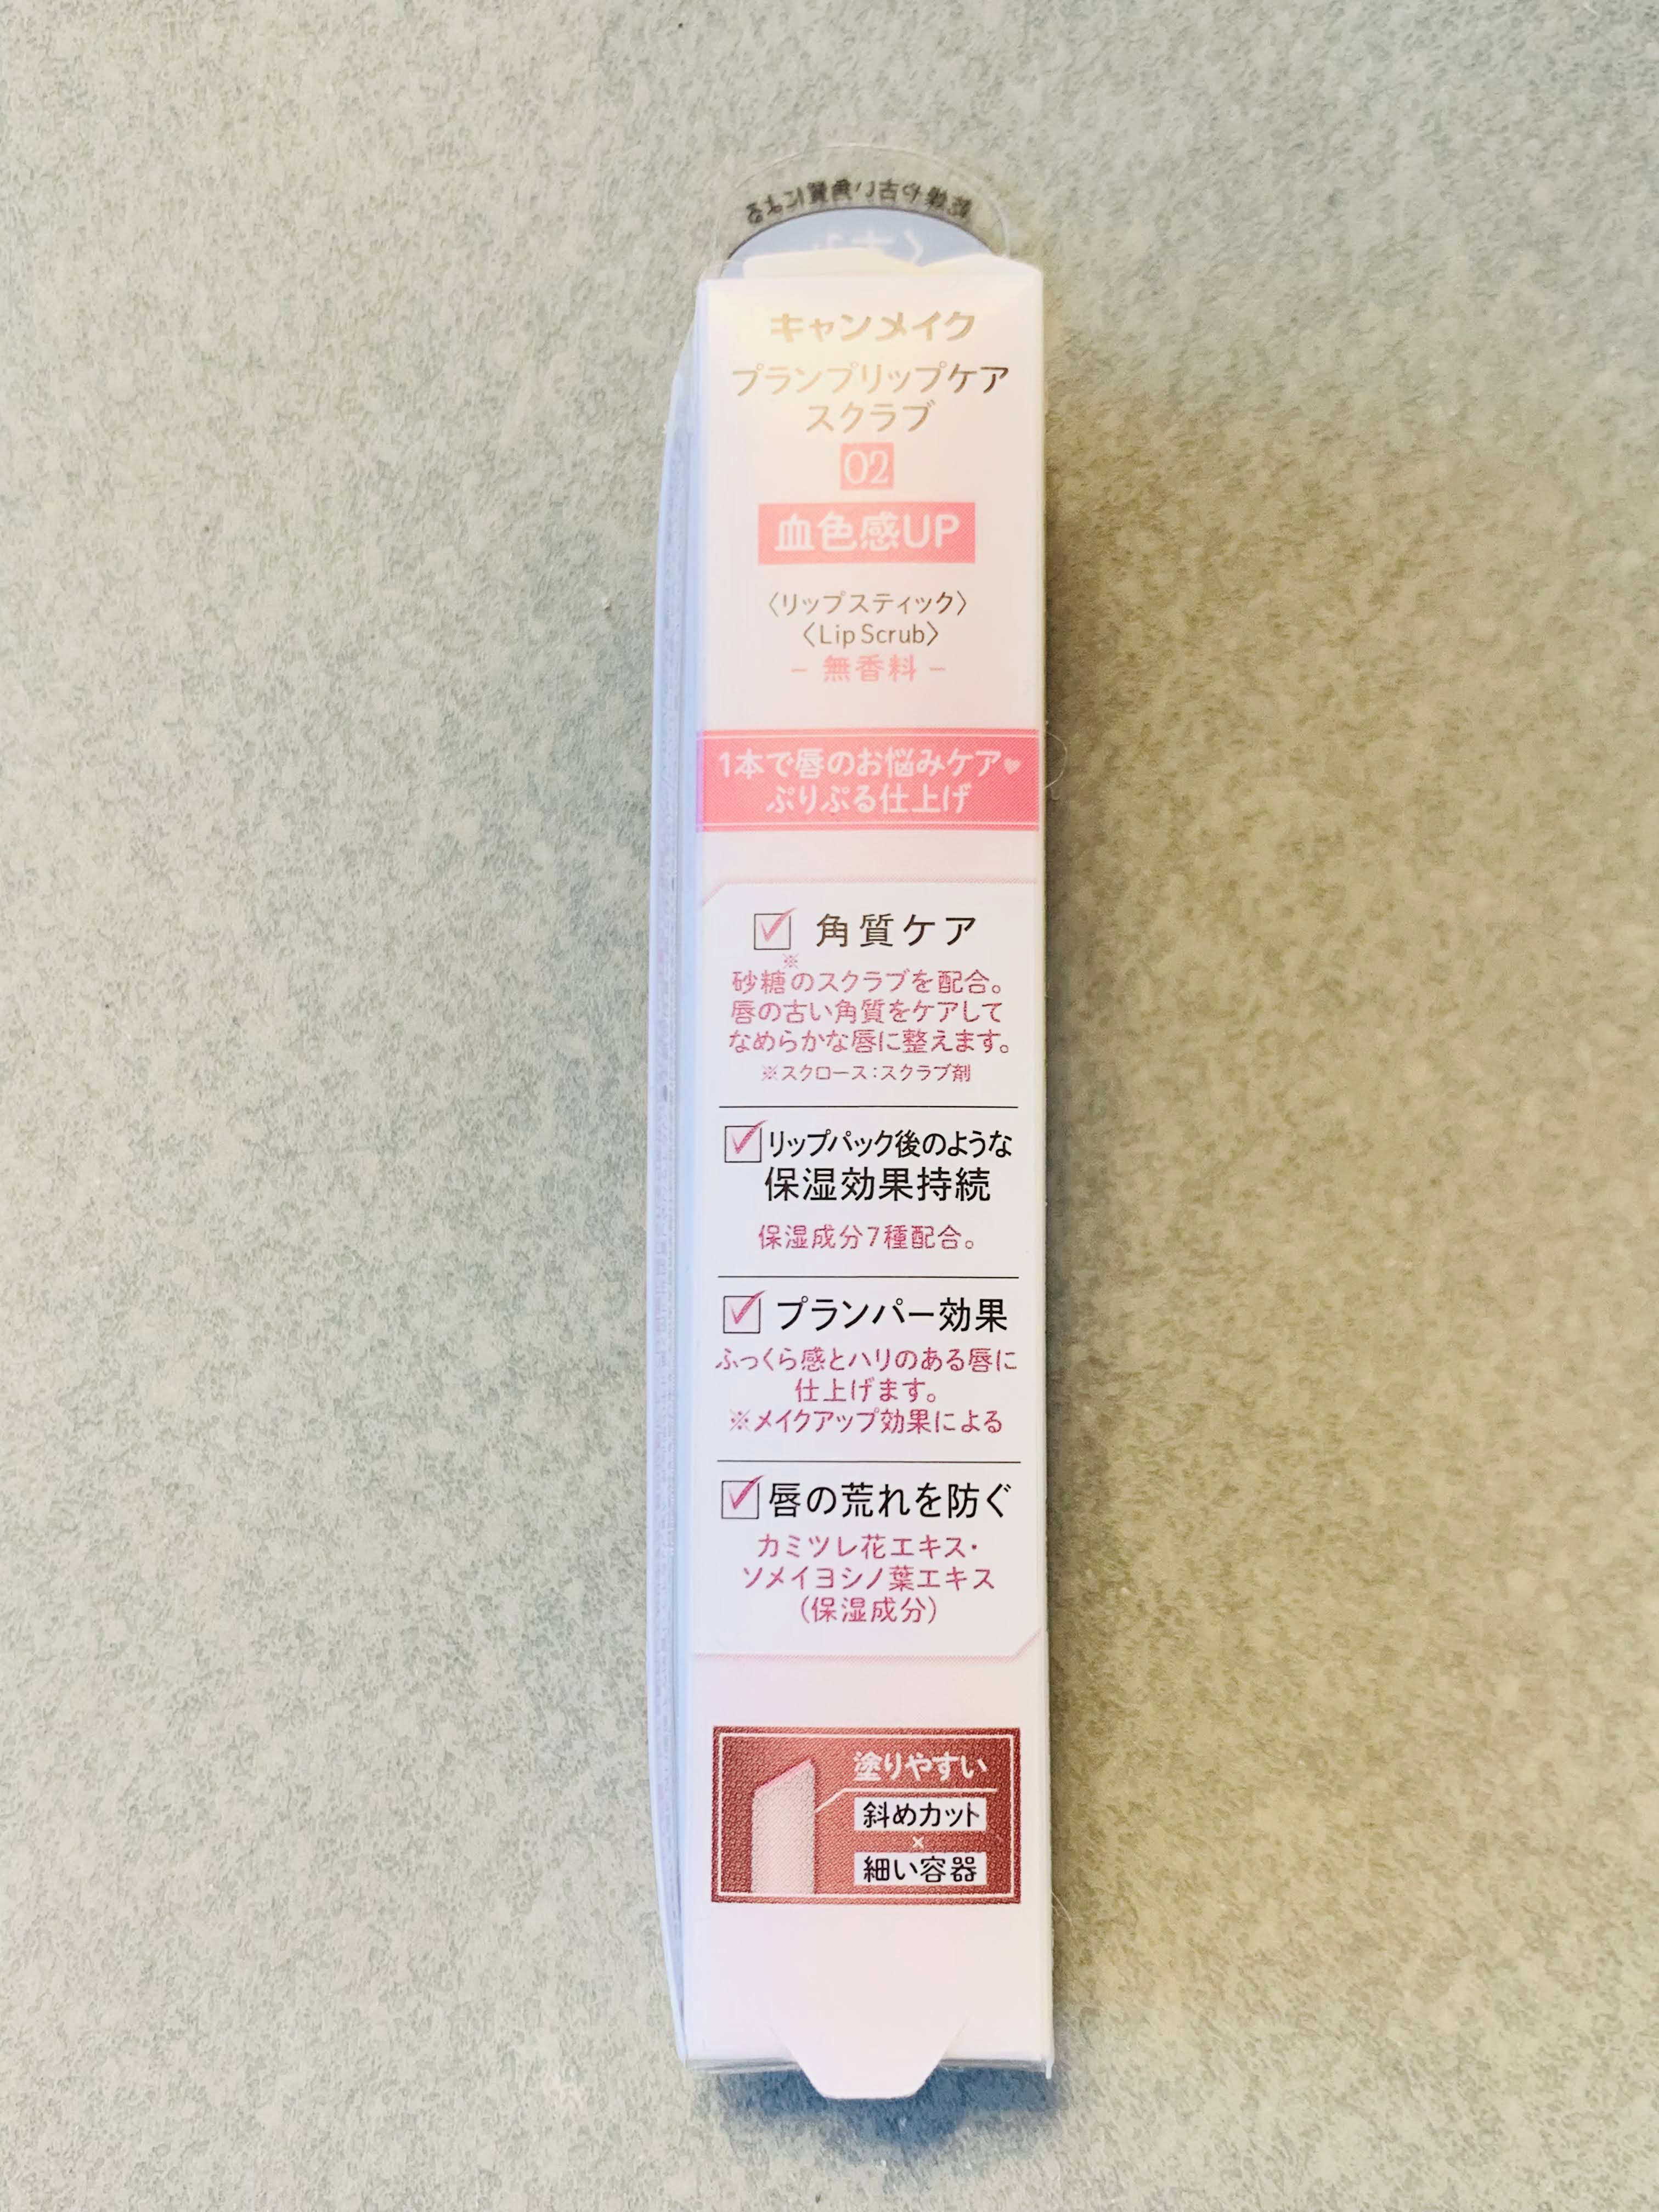 乾燥や古い角質による
キャンメイク
プランプリップケア
スクラブ
02
血色感UP
〈リップスティック〉
〈Lip Scrub〉
- 無香料 -
1本で唇のお悩みケア♥
ぷりぷる仕上げ
角質ケア
砂糖※のスクラブを配合。
唇の古い角質をケアして
なめらかな唇に整えます。
※スクロース:スクラブ剤
リップパック後のような
保湿効果持続
保湿成分7種配合。
プランパー効果
ふっくら感とハリのある唇に
仕上げます。
※メイクアップ効果による
唇の荒れを防ぐ
カミツレ花エキス・
ソメイヨシノ葉エキス
(保湿成分)
塗りやすい
斜めカット
×
細い容器